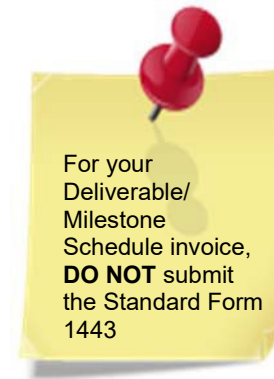 For your
Deliverable/
Milestone
Schedule invoice,
DO NOT submit
the Standard Form
1443